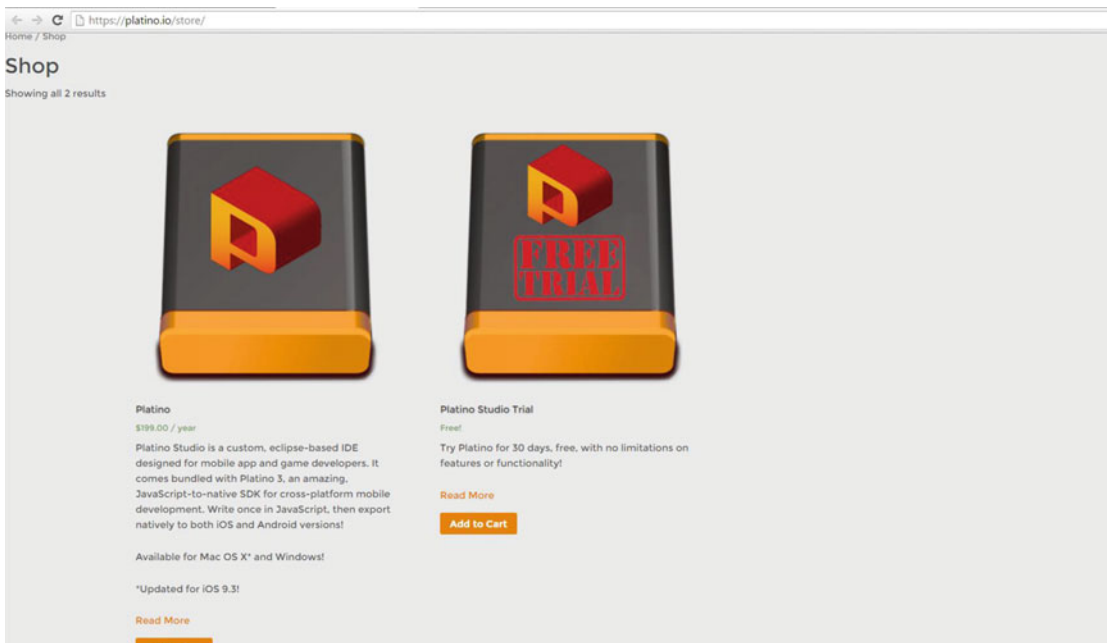 https://platino.io/store/
Home / Shop
Shop
Showing all 2 results
FREE
TRIAL
Platino
$199.00 / year
Platino Studio is a custom, eclipse-based IDE
designed for mobile app and game developers. It
comes bundled with Platino 3, an amazing,
JavaScript-to-native SDK for cross-platform mobile
development. Write once in JavaScript, then export
natively to both iOS and Android versions!
Available for Mac OS X* and Windows!
*Updated for iOS 9.3!
Read More
Platino Studio Trial
Free!
Try Platino for 30 days, free, with no limitations on
features or functionality!
Read More
Add to Cart